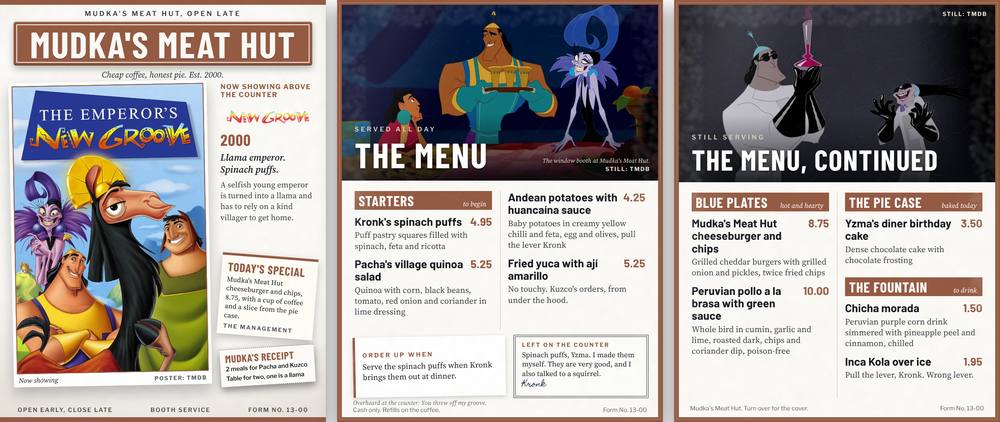 MUDKA'S MEAT HUT, OPEN LATE
MUDKA'S MEAT HUT
Cheap coffee, honest pie. Est. 2000.
THE EMPEROR'S
NEW GROOVE
Now showing
POSTER: TMDB
NOW SHOWING ABOVE
THE COUNTER
THE EMPEROR'S
NEW GROOVE
2000
Llama emperor.
Spinach puffs.
A selfish young emperor
is turned into a llama and
has to rely on a kind
villager to get home.
TODAY'S SPECIAL
Mudka's Meat Hut
cheeseburger and chips,
8.75, with a cup of coffee
and a slice from the pie
case.
THE MANAGEMENT
MUDKA'S RECEIPT
2 meals for Pacha and Kuzco
Table for two, one is a llama
OPEN EARLY, CLOSE LATE
BOOTH SERVICE
FORM NO. 13-00
SERVED ALL DAY
THE MENU
The window booth at Mudka's Meat Hut.
STILL: TMDB
STARTERS
to begin
Kronk's spinach puffs 4.95
Puff pastry squares filled with
spinach, feta and ricotta
Pacha's village quinoa 5.25
salad
Quinoa with corn, black beans,
tomato, red onion and coriander in
lime dressing
Andean potatoes with 4.25
huancaína sauce
Baby potatoes in creamy yellow
chilli and feta, egg and olives, pull
the lever Kronk
Fried yuca with ají 5.25
amarillo
No touchy. Kuzco's orders, from
under the hood.
ORDER UP WHEN
Serve the spinach puffs when Kronk
brings them out at dinner.
LEFT ON THE COUNTER
Spinach puffs, Yzma. I made them
myself. They are very good, and I
also talked to a squirrel.
Kronk
Overheard at the counter: You threw off my groove.
Cash only. Refills on the coffee.
Form No. 13-00
STILL: TMDB
STILL SERVING
THE MENU, CONTINUED
BLUE PLATES
hot and hearty
Mudka's Meat Hut 8.75
cheeseburger and
chips
Grilled cheddar burgers with grilled
onion and pickles, twice fried chips
Peruvian pollo a la 10.00
brasa with green
sauce
Whole bird in cumin, garlic and
lime, roasted dark, chips and
coriander dip, poison-free
THE PIE CASE
baked today
Yzma's diner birthday 3.50
cake
Dense chocolate cake with
chocolate frosting
THE FOUNTAIN
to drink
Chicha morada 1.50
Peruvian purple corn drink
simmered with pineapple peel and
cinnamon, chilled
Inca Kola over ice 1.95
Pull the lever, Kronk. Wrong lever.
Mudka's Meat Hut. Turn over for the cover.
Form No. 13-00